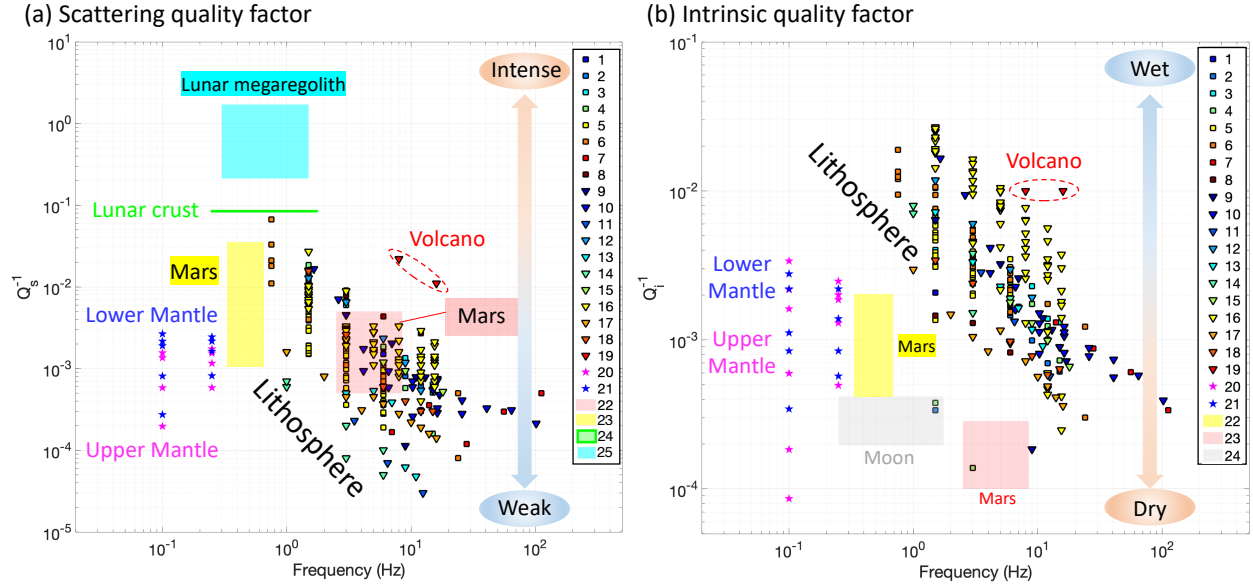 (a) Scattering quality factor
10^1
10^0
10^-1
10^-2
10^-3
10^-4
10^-5
Q_s^-1
10^-1
10^0
10^1
10^2
Frequency (Hz)
Lunar megaregolith
Lunar crust
Mars
Lower Mantle
Upper Mantle
Lithosphere
Volcano
Mars
Intense
Weak
1
2
3
4
5
6
7
8
9
10
11
12
13
14
15
16
17
18
19
20
21
22
23
24
25
(b) Intrinsic quality factor
10^-1
10^-2
10^-3
10^-4
Q_i^-1
10^-1
10^0
10^1
10^2
Frequency (Hz)
Lithosphere
Volcano
Lower
Mantle
Upper
Mantle
Mars
Moon
Mars
Wet
Dry
1
2
3
4
5
6
7
8
9
10
11
12
13
14
15
16
17
18
19
20
21
22
23
24